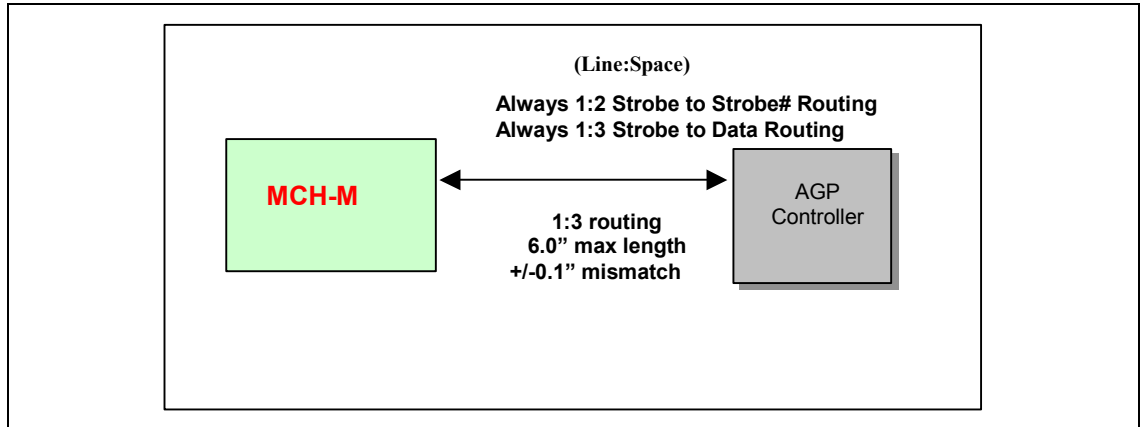 (Line:Space)
Always 1:2 Strobe to Strobe# Routing
Always 1:3 Strobe to Data Routing
MCH-M
AGP
Controller
1:3 routing
6.0” max length
+/-0.1” mismatch